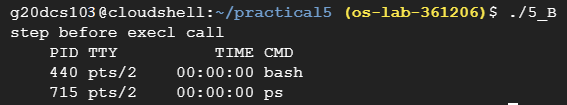 g20dcs103@cloudshell:~/practical5 (os-lab-361206)$ ./5_B
step before execl call
    PID TTY          TIME CMD
    440 pts/2    00:00:00 bash
    715 pts/2    00:00:00 ps